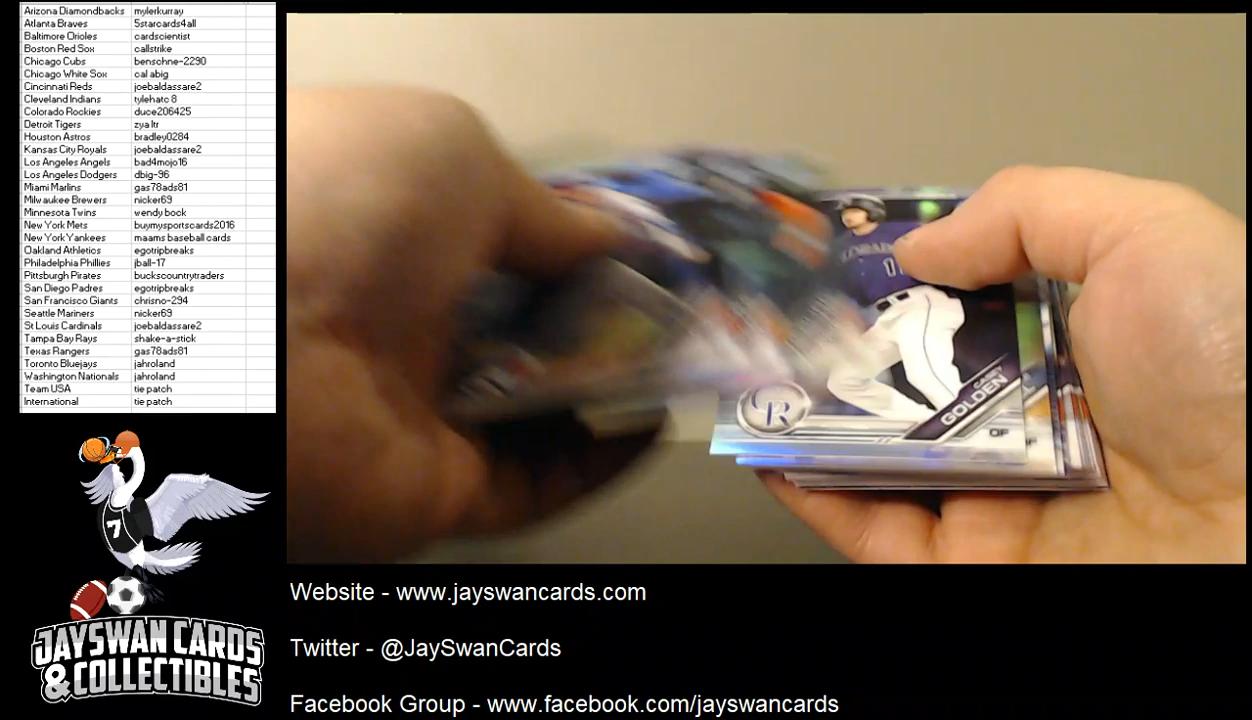 Arizona Diamondbacks mylerkurray
Atlanta Braves 5starcards4all
Baltimore Orioles cardscientist
Boston Red Sox callstrike
Chicago Cubs benschne-2290
Chicago White Sox cal abig
Cincinnati Reds joebaldassare2
Cleveland Indians tylehatc 8
Colorado Rockies duce206425
Detroit Tigers zya ltr
Houston Astros bradley0284
Kansas City Royals joebaldassare2
Los Angeles Angels bad4mojo16
Los Angeles Dodgers dbig-96
Miami Marlins gas78ads81
Milwaukee Brewers nicker69
Minnesota Twins wendy bock
New York Mets buymysportscards2016
New York Yankees maams baseball cards
Oakland Athletics egotripbreaks
Philadelphia Phillies jball-17
Pittsburgh Pirates buckscountrytraders
San Diego Padres egotripbreaks
San Francisco Giants chrisno-294
Seattle Mariners nicker69
St Louis Cardinals joebaldassare2
Tampa Bay Rays shake-a-stick
Texas Rangers gas78ads81
Toronto Bluejays jahroland
Washington Nationals jahroland
Team USA tie patch
International tie patch
CR
CASEY
GOLDEN
OF
7
JAYSWAN CARDS
& COLLECTIBLES
Website - www.jayswancards.com
Twitter - @JaySwanCards
Facebook Group - www.facebook.com/jayswancards